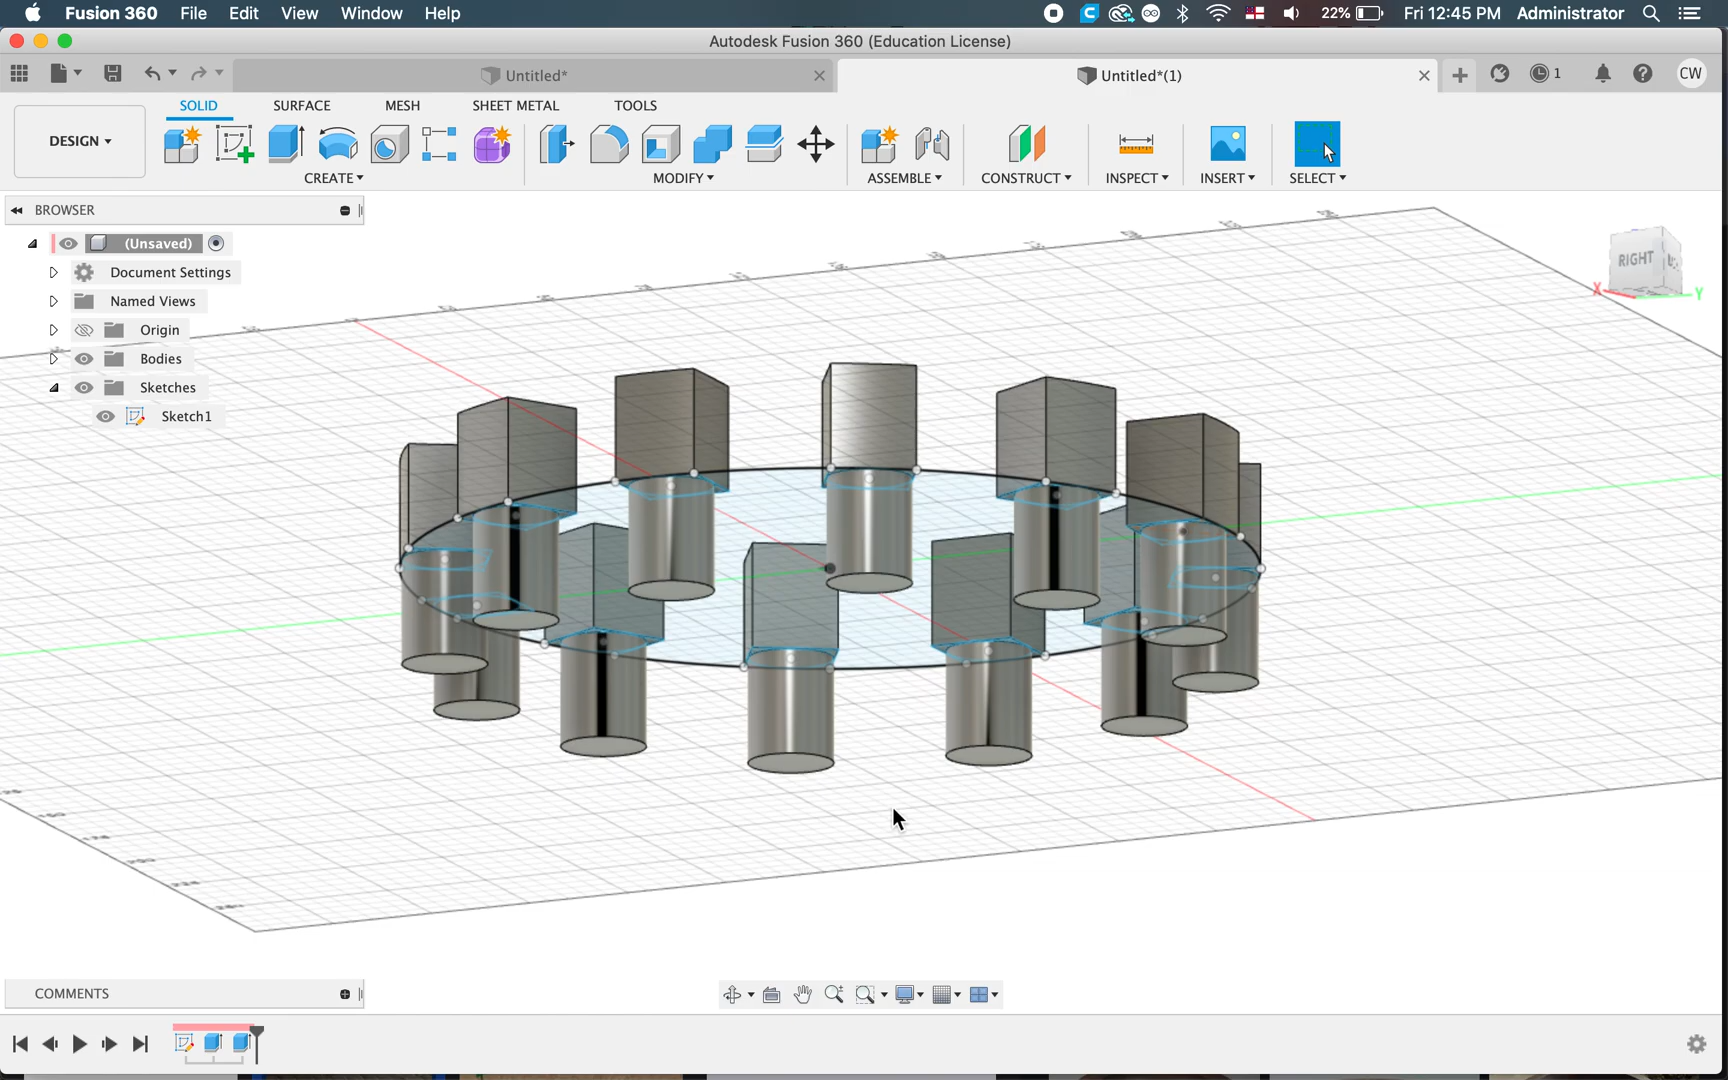 Fusion 360 File Edit View Window Help 22% Fri 12:45 PM Administrator
Autodesk Fusion 360 (Education License)
Untitled* Untitled*(1) 1 CW
SOLID SURFACE MESH SHEET METAL TOOLS
DESIGN
CREATE MODIFY ASSEMBLE CONSTRUCT INSPECT INSERT SELECT
BROWSER
(Unsaved)
Document Settings
Named Views
Origin
Bodies
Sketches
Sketch1
RIGHT
X Y
COMMENTS